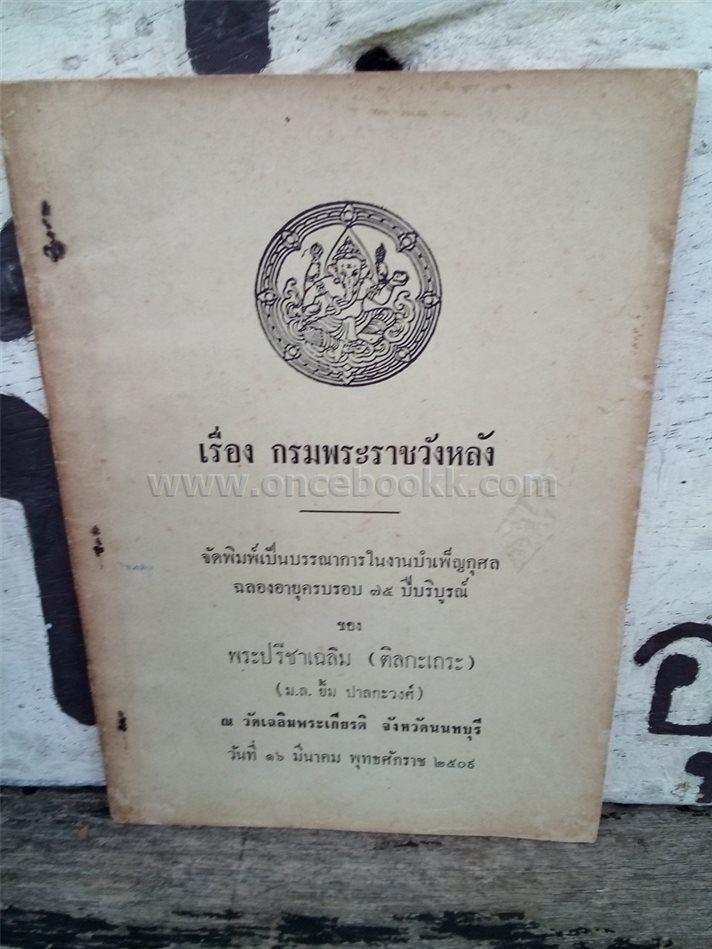 เรื่อง กรมพระราชวังหลัง
www.oncebookk.com
จัดพิมพ์เป็นบรรณาการในงานบำเพ็ญกุศล
ฉลองอายุครบรอบ ๗๕ ปีบริบูรณ์
ของ
พระปรีชาเฉลิม (ติลกะเถระ)
(ม.ล. ยิ้ม ปาลกะวงศ์)
ณ วัดเฉลิมพระเกียรติ จังหวัดนนทบุรี
วันที่ ๑๖ มีนาคม พุทธศักราช ๒๕๐๙